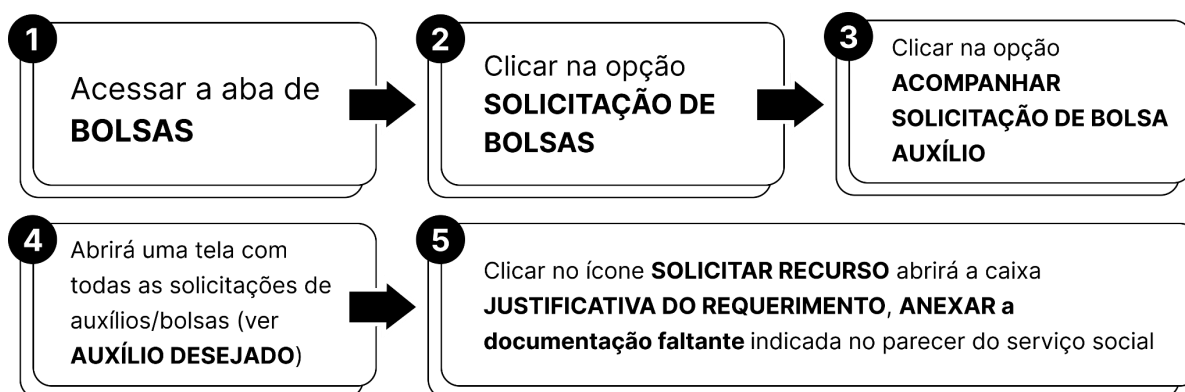 1
Acessar a aba de
BOLSAS
2
Clicar na opção
SOLICITAÇÃO DE
BOLSAS
3
Clicar na opção
ACOMPANHAR
SOLICITAÇÃO DE BOLSA
AUXÍLIO
4
Abrirá uma tela com
todas as solicitações de
auxílios/bolsas (ver
AUXÍLIO DESEJADO)
5
Clicar no ícone SOLICITAR RECURSO abrirá a caixa
JUSTIFICATIVA DO REQUERIMENTO, ANEXAR a
documentação faltante indicada no parecer do serviço social